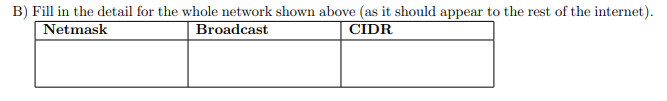 B) Fill in the detail for the whole network shown above (as it should appear to the rest of the internet).
Netmask Broadcast CIDR